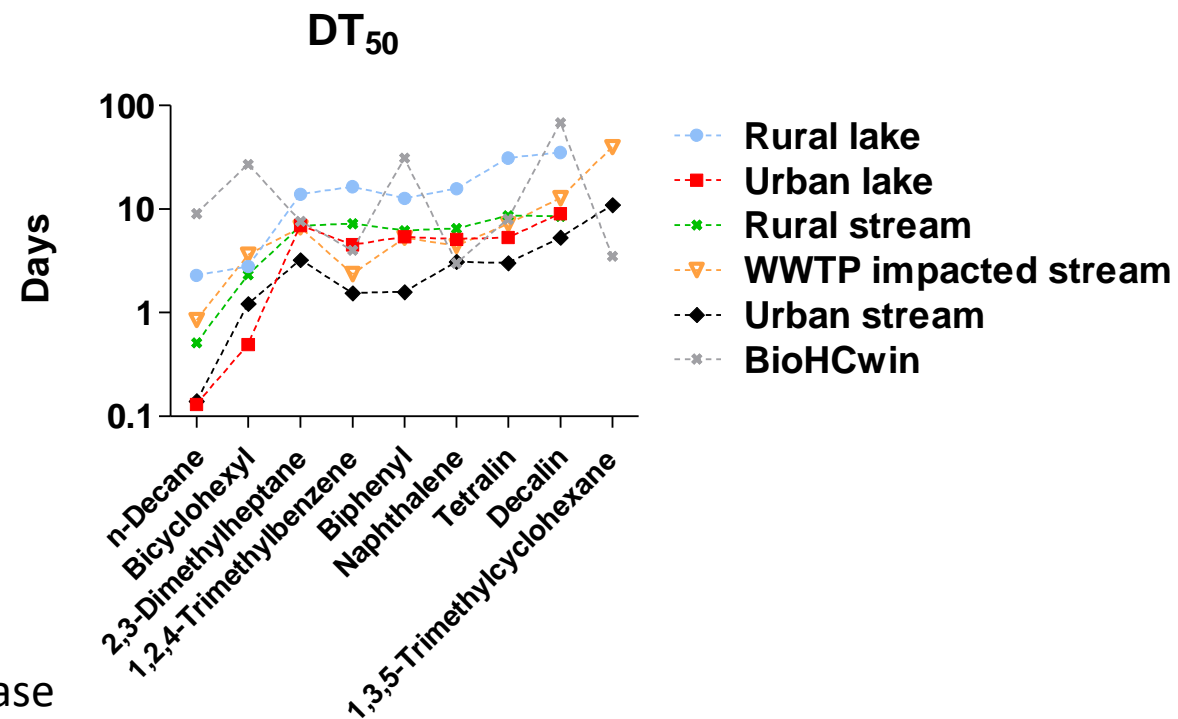 DT50
Days
100
10
1
0.1
n-Decane
Bicyclohexyl
2,3-Dimethylheptane
1,2,4-Trimethylbenzene
Biphenyl
Naphthalene
Tetralin
Decalin
1,3,5-Trimethylcyclohexane
Rural lake
Urban lake
Rural stream
WWTP impacted stream
Urban stream
BioHCwin
ase